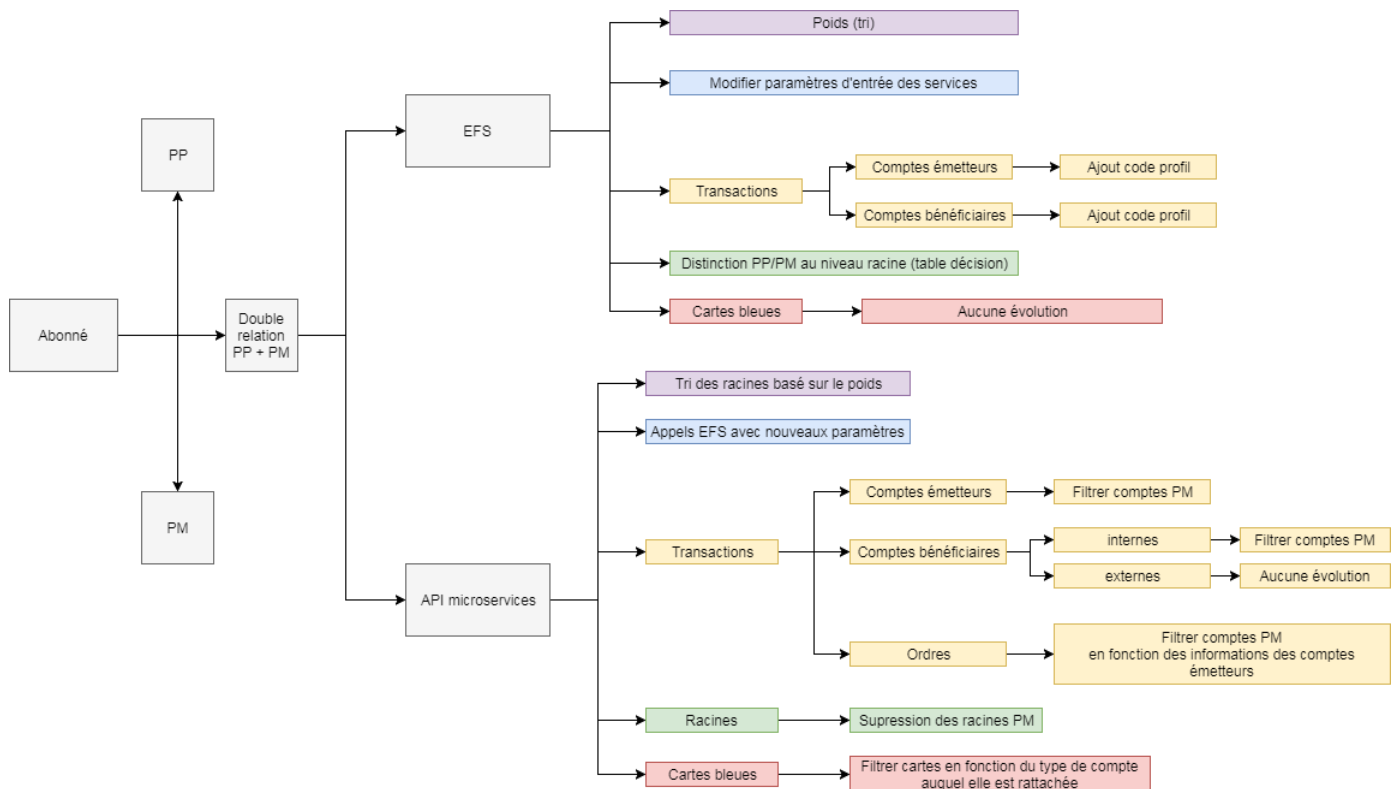 Abonné
PP
PM
Double
relation
PP + PM
EFS
Poids (tri)
Modifier paramètres d'entrée des services
Transactions
Comptes émetteurs
Ajout code profil
Comptes bénéficiaires
Ajout code profil
Distinction PP/PM au niveau racine (table décision)
Cartes bleues
Aucune évolution
API microservices
Tri des racines basé sur le poids
Appels EFS avec nouveaux paramètres
Transactions
Comptes émetteurs
Filtrer comptes PM
Comptes bénéficiaires
internes
Filtrer comptes PM
externes
Aucune évolution
Ordres
Filtrer comptes PM
en fonction des informations des comptes
émetteurs
Racines
Supression des racines PM
Cartes bleues
Filtrer cartes en fonction du type de compte
auquel elle est rattachée